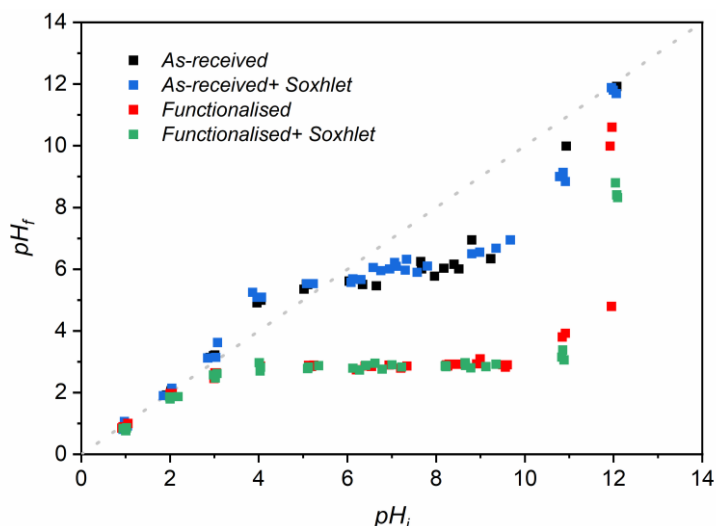 14
As-received
As-received+ Soxhlet
12
Functionalised
Functionalised+ Soxhlet
10
8
pHf
6
4
2
0
0 2 4 6 8 10 12 14
pHi